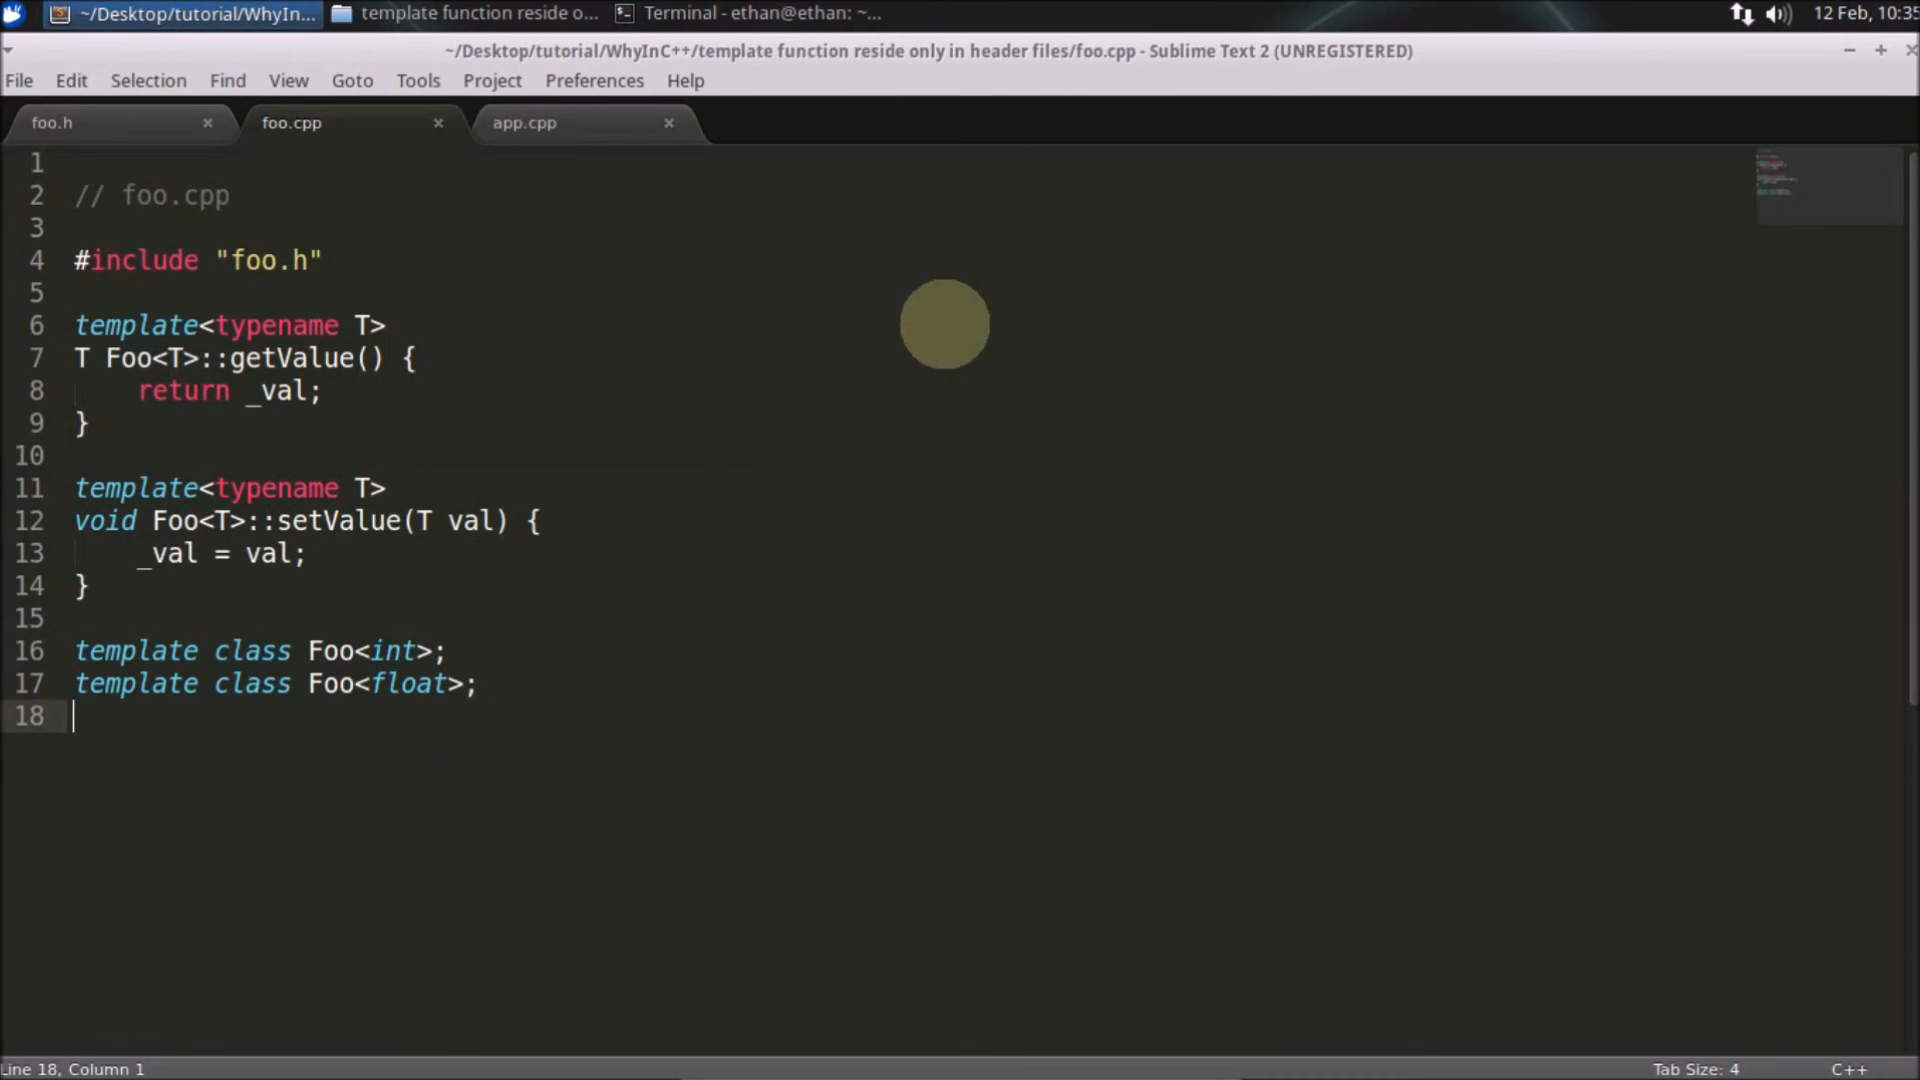 ~/Desktop/tutorial/WhyIn...
template function reside o...
Terminal - ethan@ethan: ~...
12 Feb, 10:35
~/Desktop/tutorial/WhyInC++/template function reside only in header files/foo.cpp - Sublime Text 2 (UNREGISTERED)
File Edit Selection Find View Goto Tools Project Preferences Help
foo.h × foo.cpp × app.cpp ×
1
2 // foo.cpp
3
4 #include "foo.h"
5
6 template<typename T>
7 T Foo<T>::getValue() {
8     return _val;
9 }
10
11 template<typename T>
12 void Foo<T>::setValue(T val) {
13     _val = val;
14 }
15
16 template class Foo<int>;
17 template class Foo<float>;
18
Line 18, Column 1
Tab Size: 4
C++